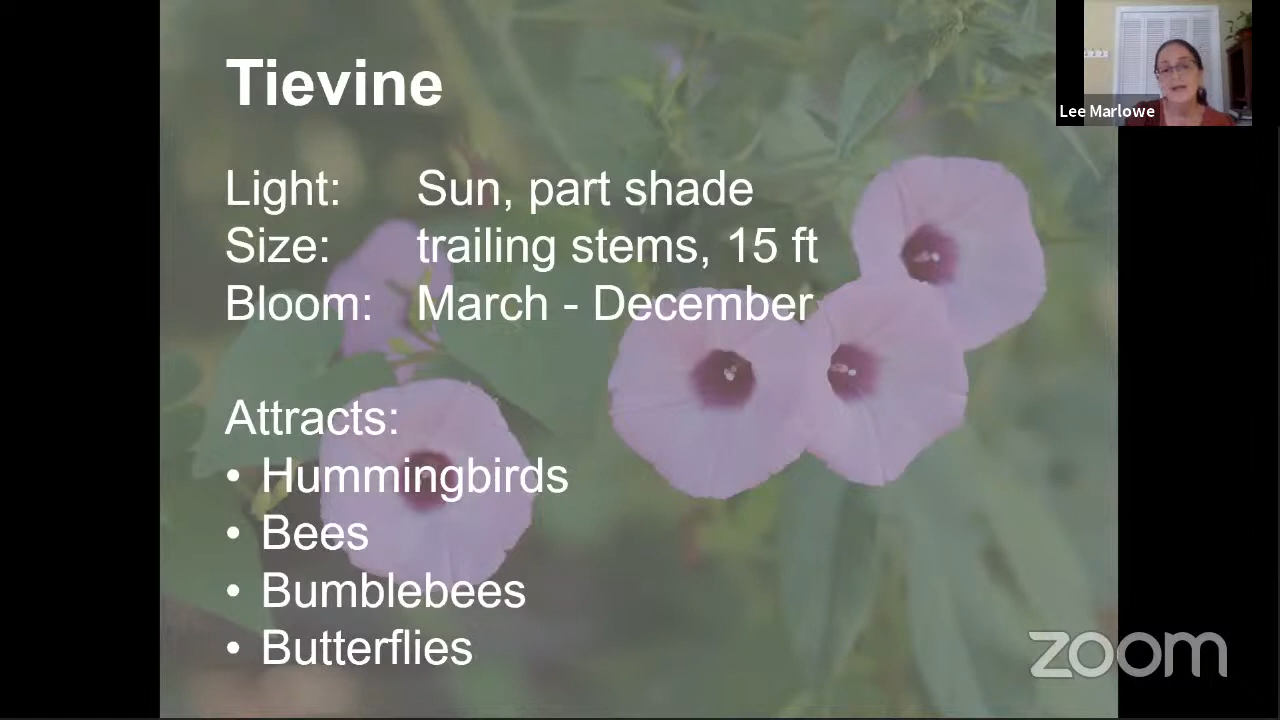 Tievine
Light: Sun, part shade
Size: trailing stems, 15 ft
Bloom: March - December
Attracts:
• Hummingbirds
• Bees
• Bumblebees
• Butterflies
Lee Marlowe
zoom